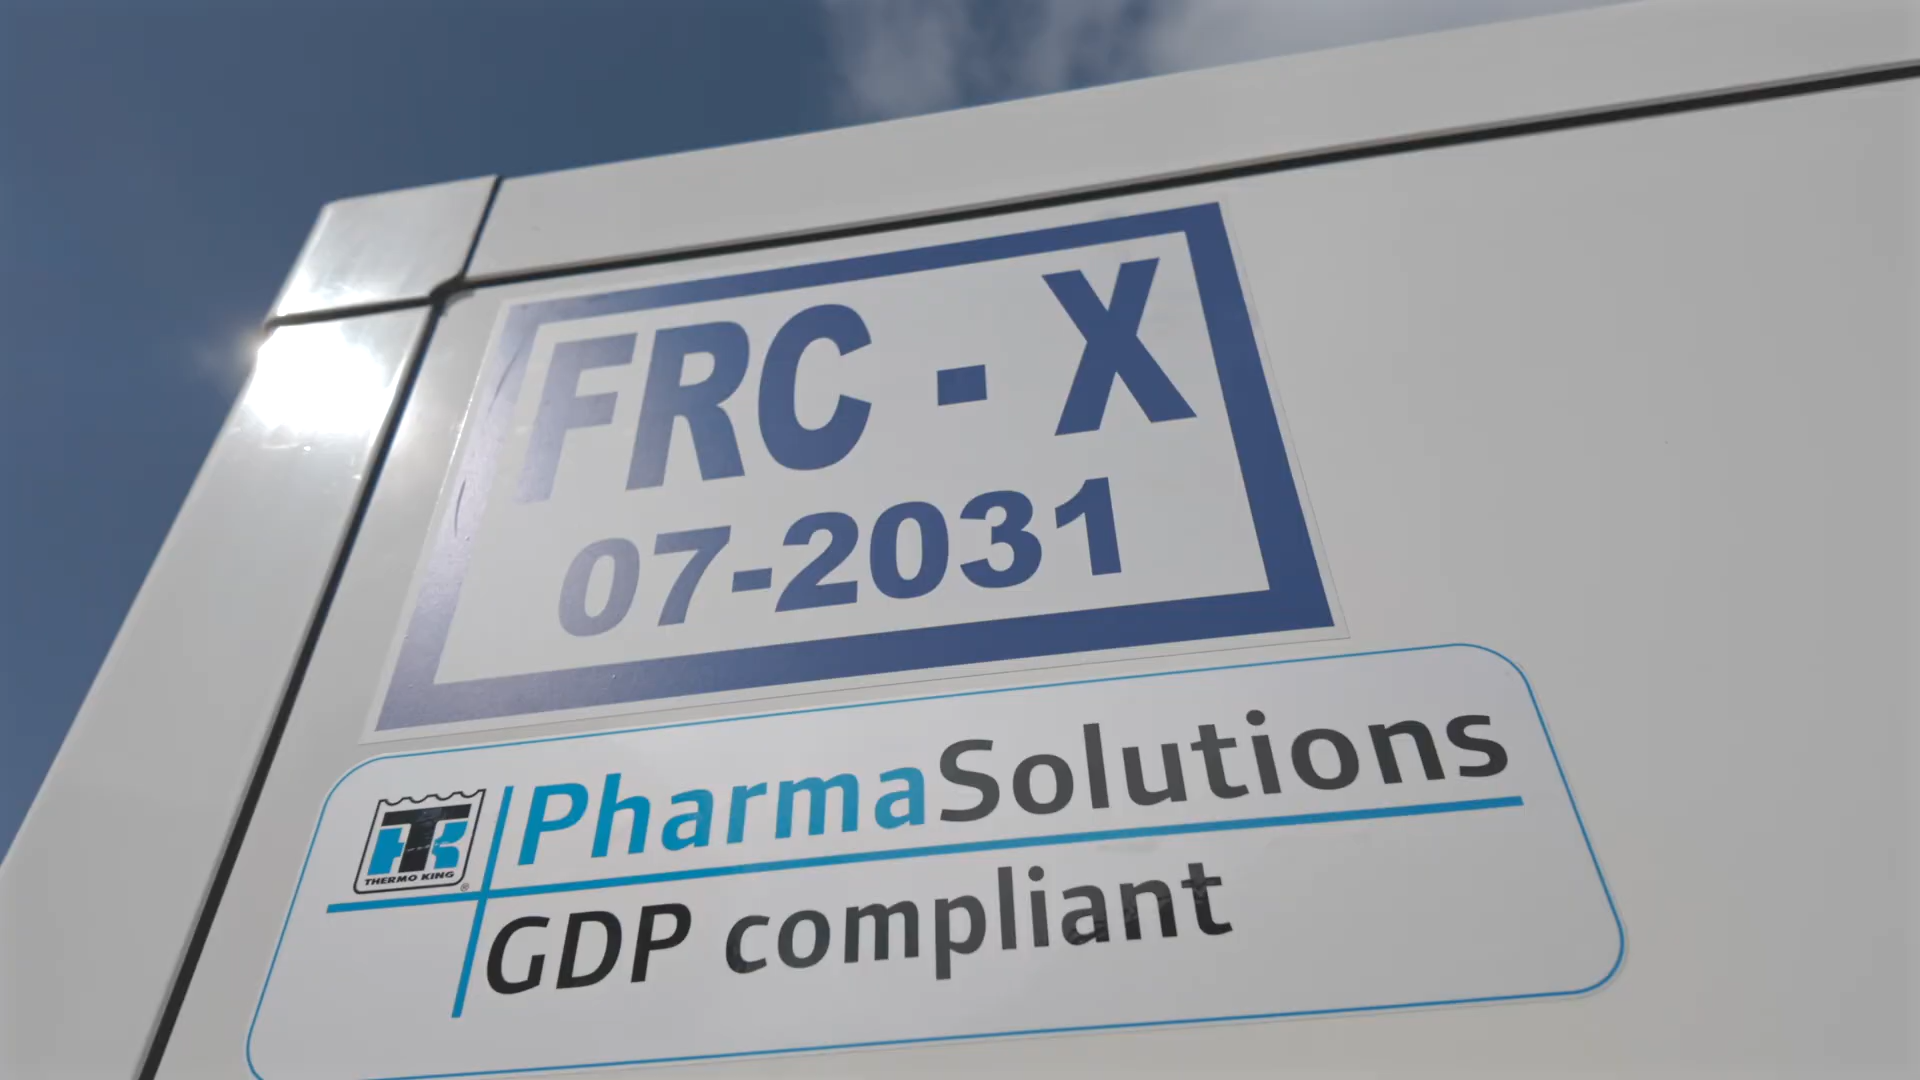 FRC - X
07-2031
PharmaSolutions
THERMO KING®
GDP compliant